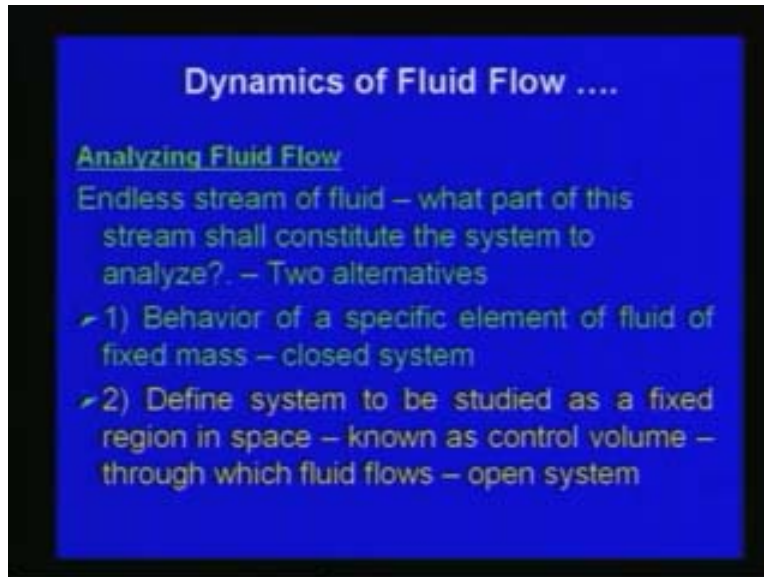 Dynamics of Fluid Flow ....
Analyzing Fluid Flow
Endless stream of fluid – what part of this
stream shall constitute the system to
analyze?. – Two alternatives
1) Behavior of a specific element of fluid of
fixed mass – closed system
2) Define system to be studied as a fixed
region in space – known as control volume –
through which fluid flows – open system